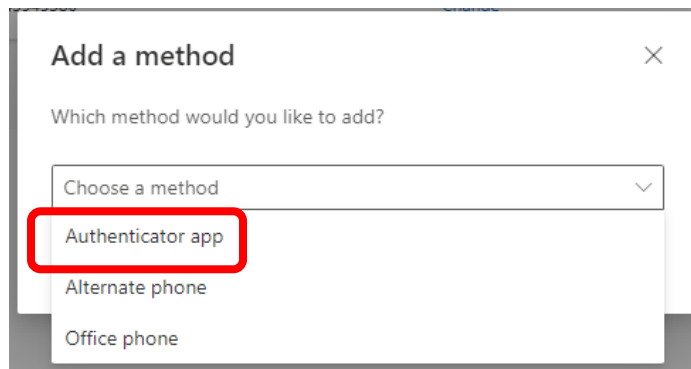 Add a method
Which method would you like to add?
Choose a method
Authenticator app
Alternate phone
Office phone